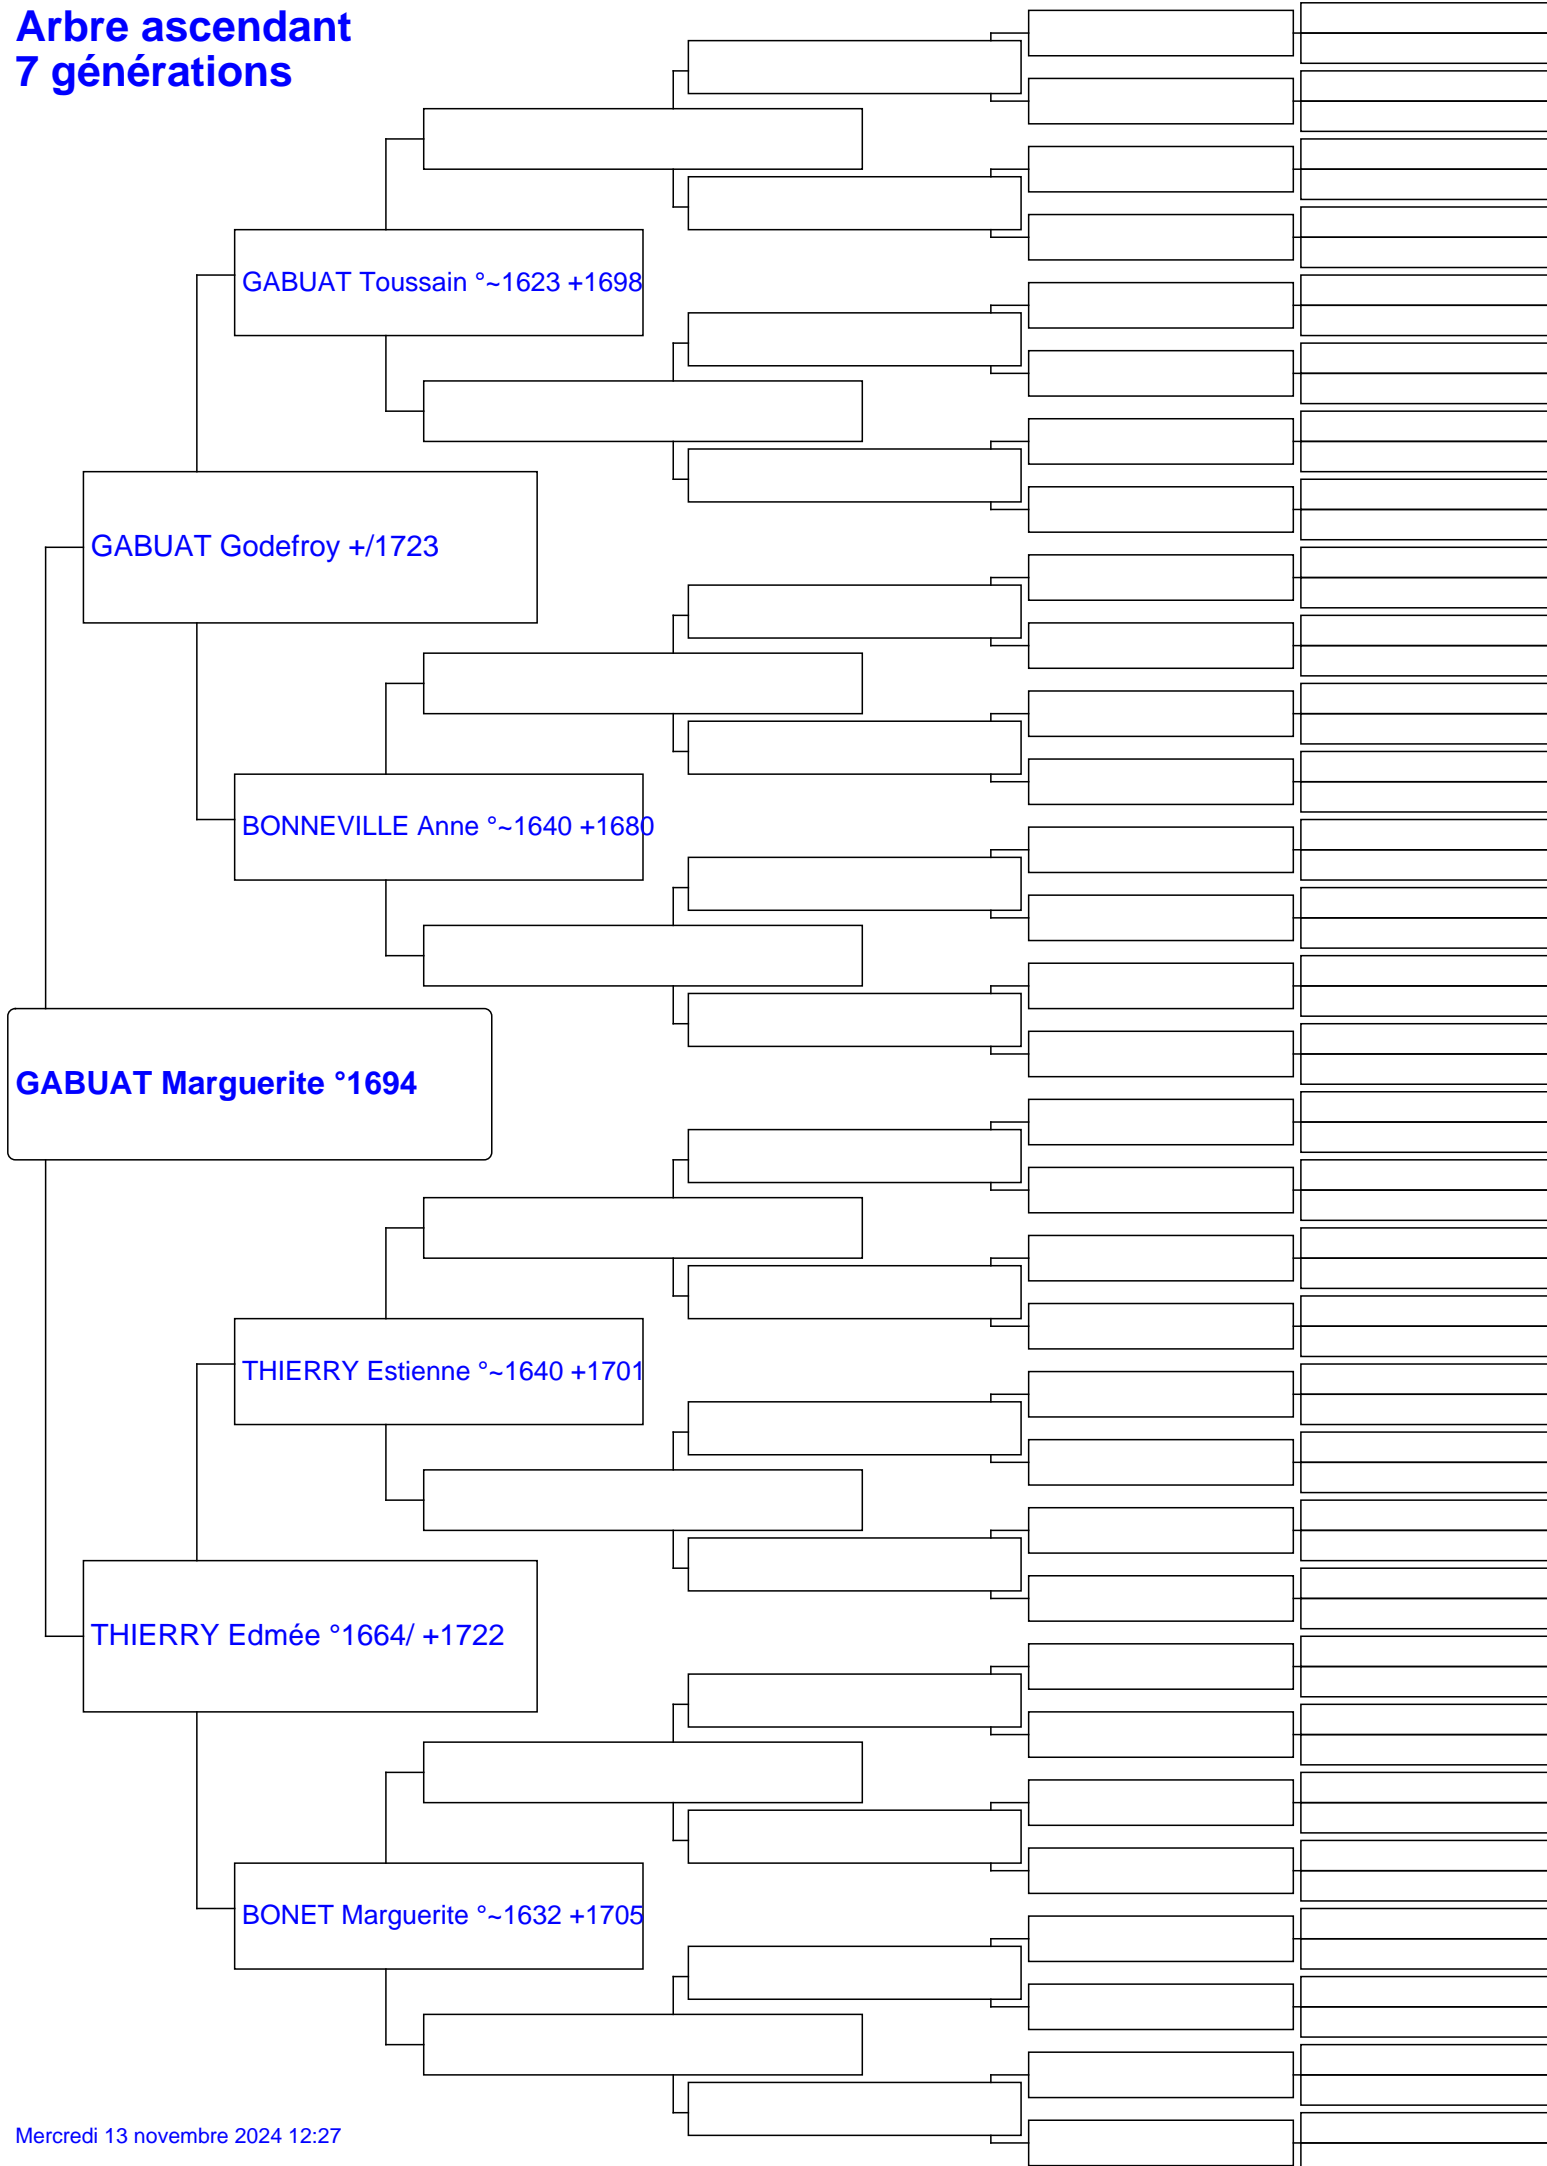 Arbre ascendant
7 générations
GABUAT Toussain °~1623 +1698
GABUAT Godefroy +/1723
BONNEVILLE Anne °~1640 +1680
GABUAT Marguerite °1694
THIERRY Estienne °~1640 +1701
THIERRY Edmée °1664/ +1722
BONET Marguerite °~1632 +1705
Mercredi 13 novembre 2024 12:27